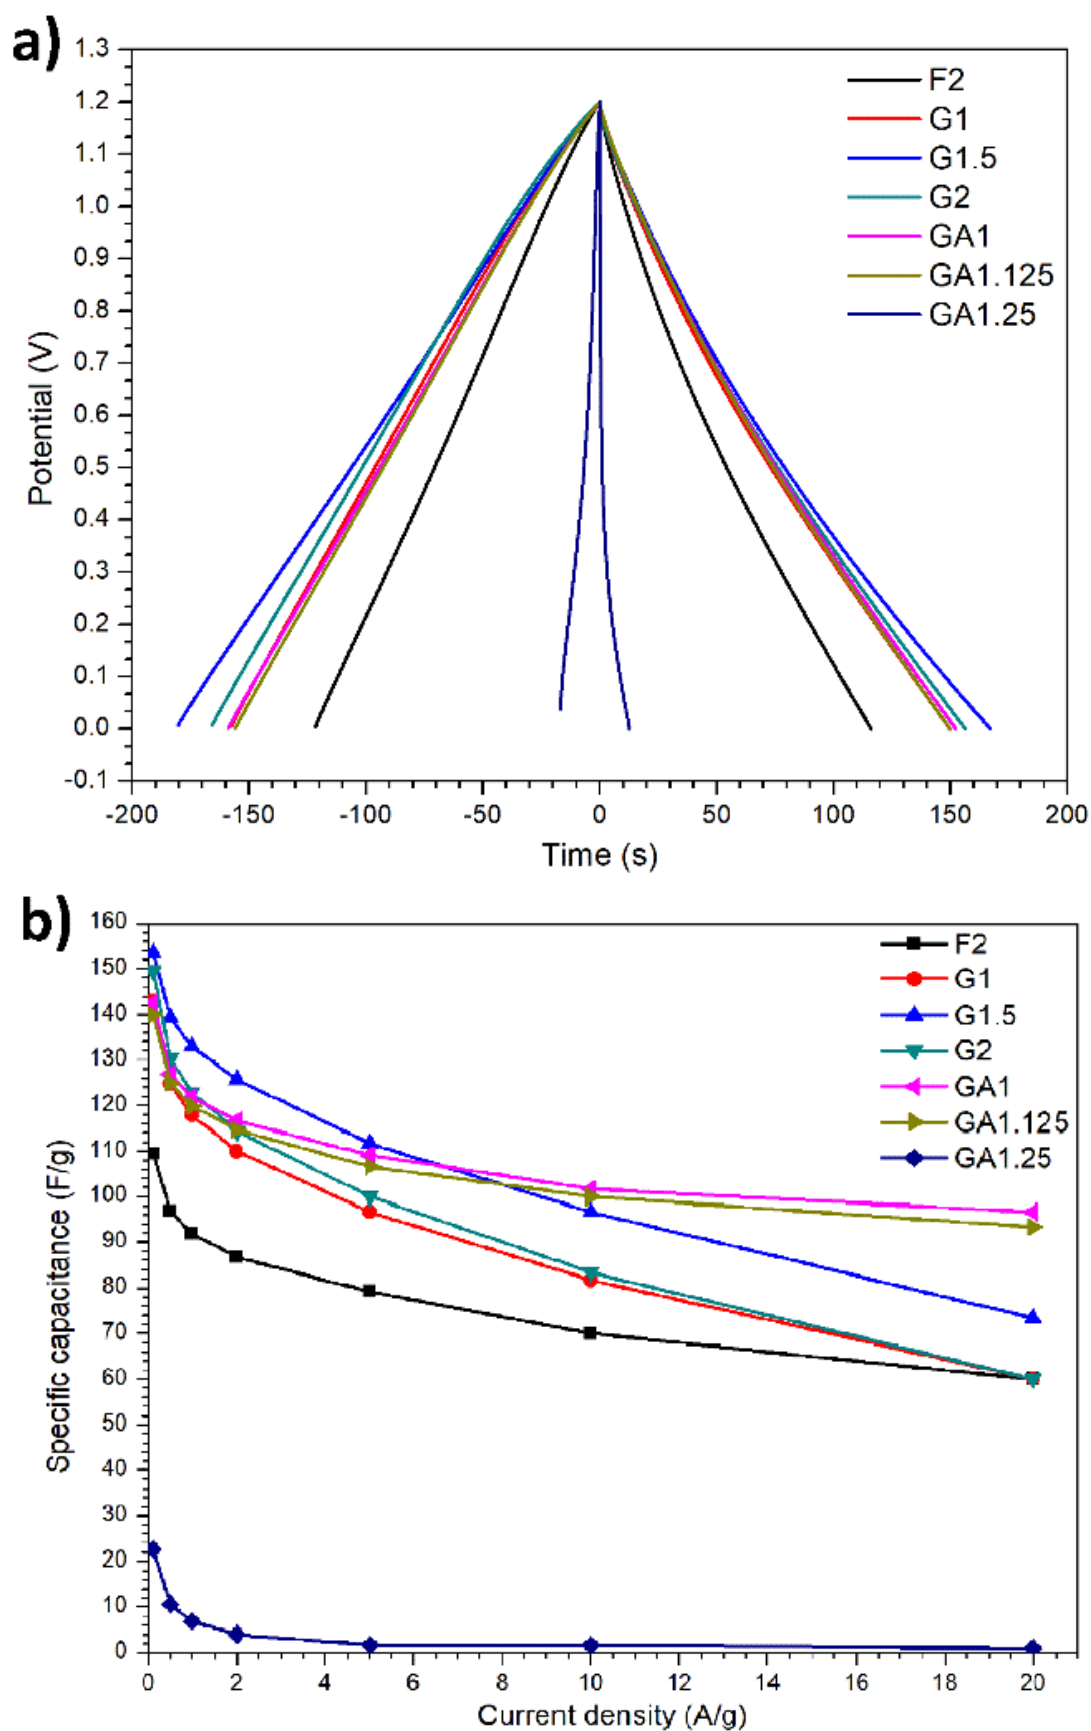 a)
1.3
1.2
1.1
1.0
0.9
0.8
0.7
0.6
0.5
0.4
0.3
0.2
0.1
0.0
-0.1
Potential (V)
F2
G1
G1.5
G2
GA1
GA1.125
GA1.25
-200 -150 -100 -50 0 50 100 150 200
Time (s)
b)
160
150
140
130
120
110
100
90
80
70
60
50
40
30
20
10
0
Specific capacitance (F/g)
F2
G1
G1.5
G2
GA1
GA1.125
GA1.25
0 2 4 6 8 10 12 14 16 18 20
Current density (A/g)